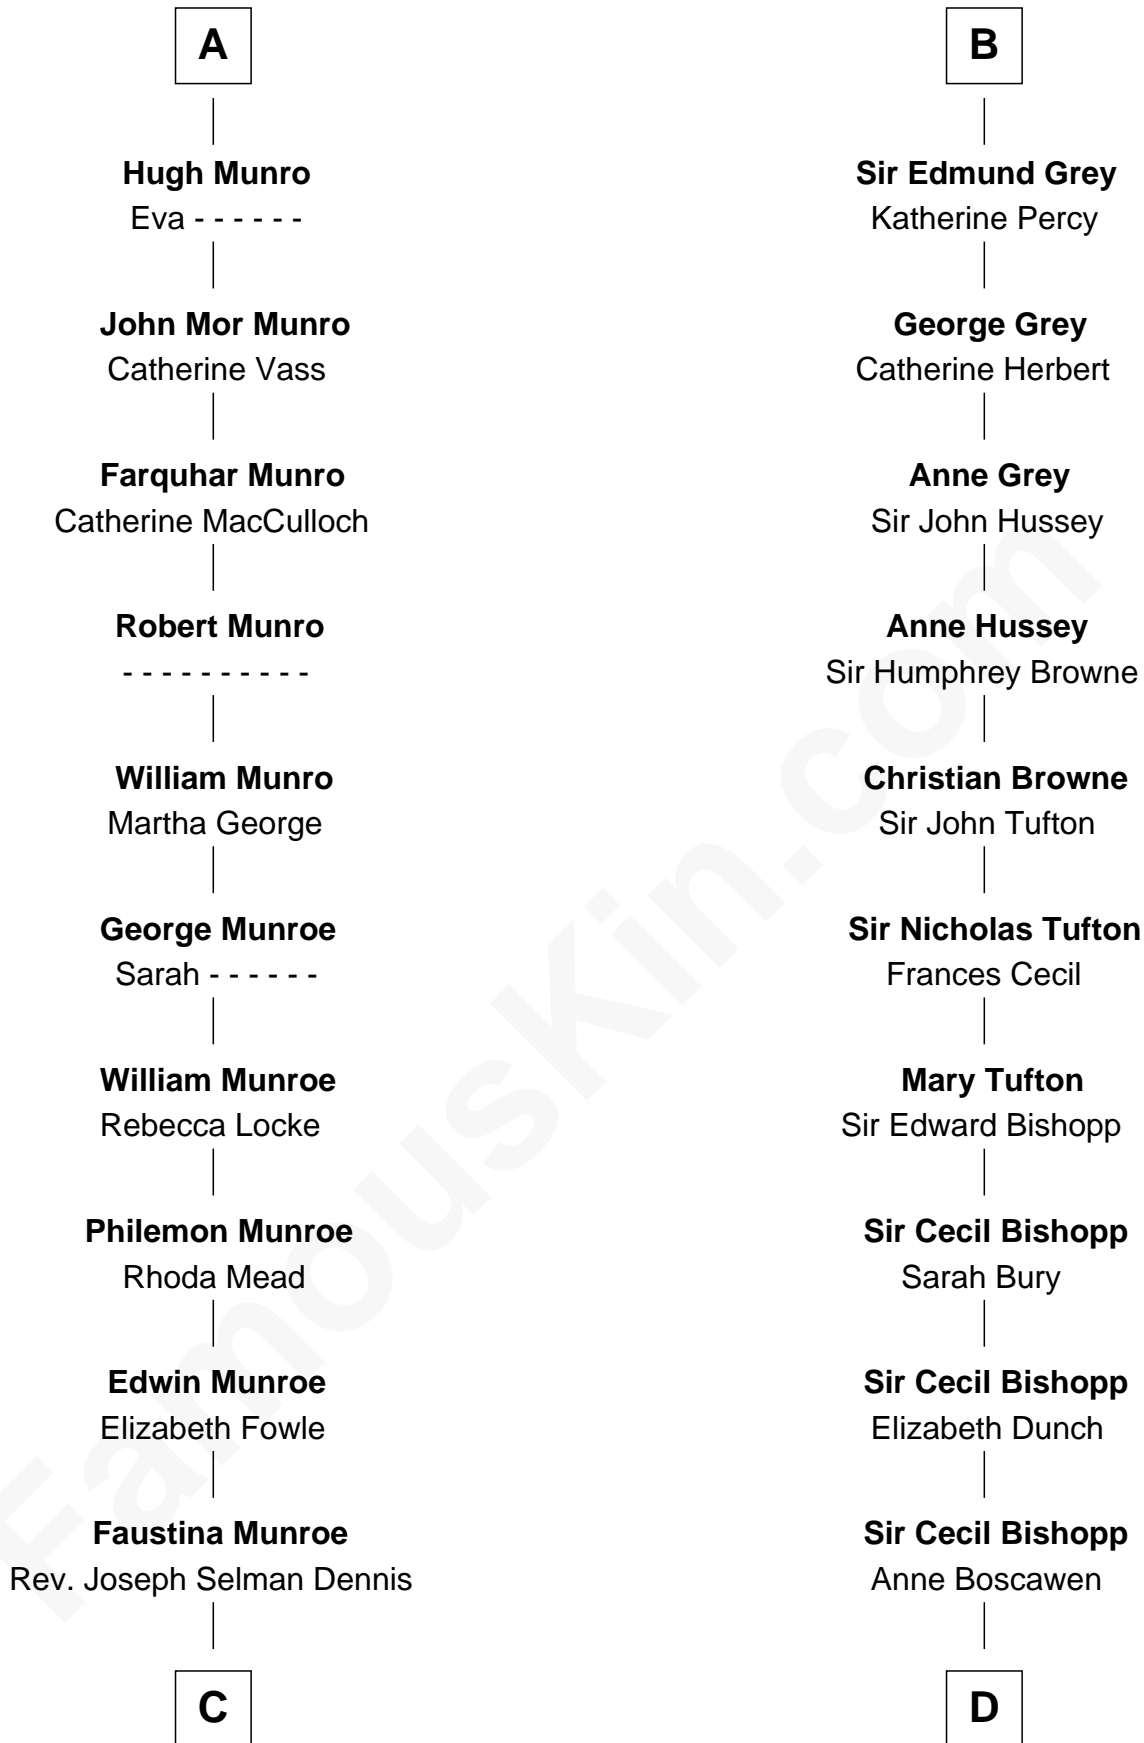 A
Hugh Munro
Eva - - - - - -
John Mor Munro
Catherine Vass
Farquhar Munro
Catherine MacCulloch
Robert Munro
- - - - - - - - - -
William Munro
Martha George
George Munroe
Sarah - - - - - -
William Munroe
Rebecca Locke
Philemon Munroe
Rhoda Mead
Edwin Munroe
Elizabeth Fowle
Faustina Munroe
Rev. Joseph Selman Dennis
C
B
Sir Edmund Grey
Katherine Percy
George Grey
Catherine Herbert
Anne Grey
Sir John Hussey
Anne Hussey
Sir Humphrey Browne
Christian Browne
Sir John Tufton
Sir Nicholas Tufton
Frances Cecil
Mary Tufton
Sir Edward Bishopp
Sir Cecil Bishopp
Sarah Bury
Sir Cecil Bishopp
Elizabeth Dunch
Sir Cecil Bishopp
Anne Boscawen
D
FamousKin.com